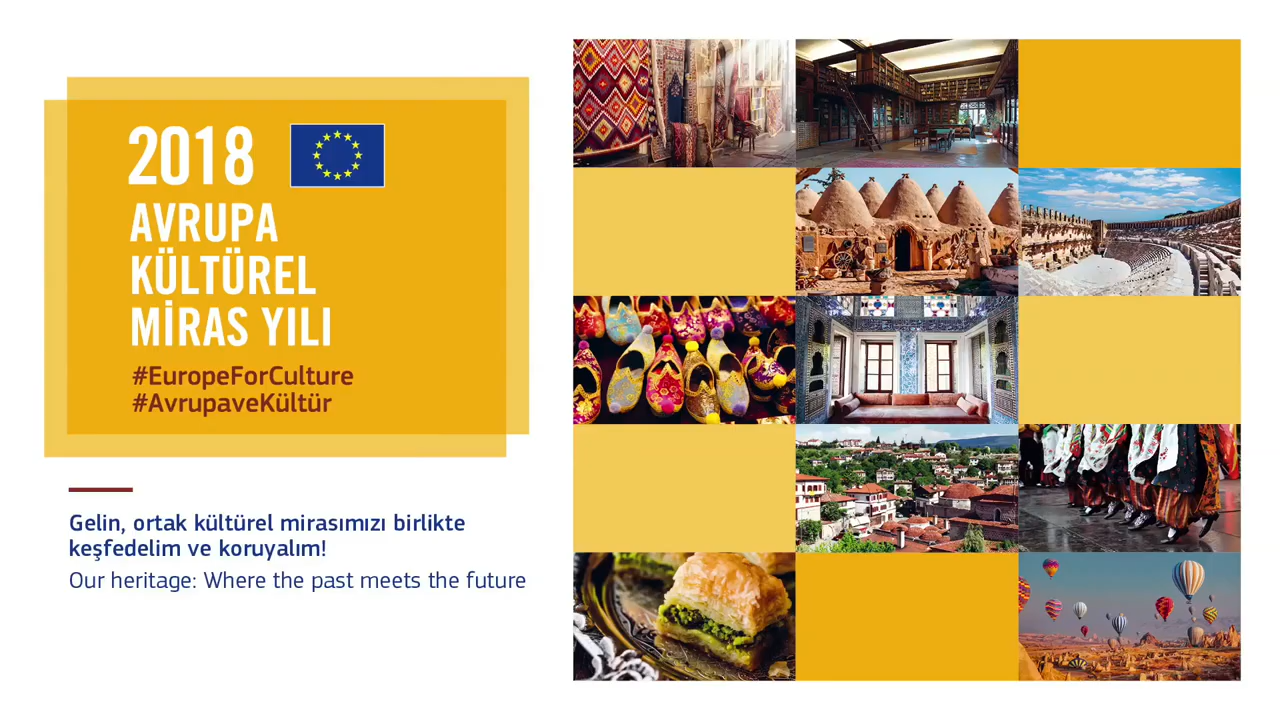 2018
AVRUPA
KÜLTÜREL
MİRAS YILI
#EuropeForCulture
#AvrupaveKültür
Gelin, ortak kültürel mirasımızı birlikte
keşfedelim ve koruyalım!
Our heritage: Where the past meets the future